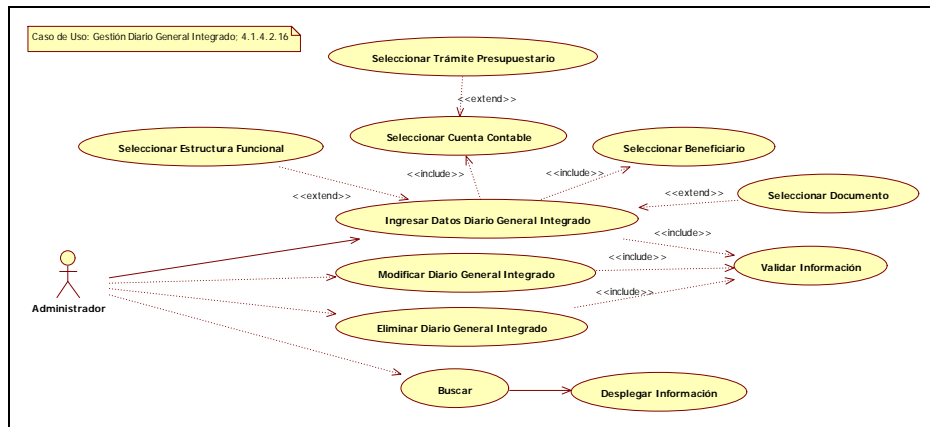 Caso de Uso: Gestión Diario General Integrado; 4.1.4.2.16
Seleccionar Trámite Presupuestario
<<extend>>
Seleccionar Cuenta Contable
Seleccionar Estructura Funcional
Seleccionar Beneficiario
<<include>>
<<include>>
<<extend>>
<<extend>>
Seleccionar Documento
Ingresar Datos Diario General Integrado
<<include>>
Modificar Diario General Integrado
<<include>>
Validar Información
<<include>>
Administrador
Eliminar Diario General Integrado
Buscar
Desplegar Información